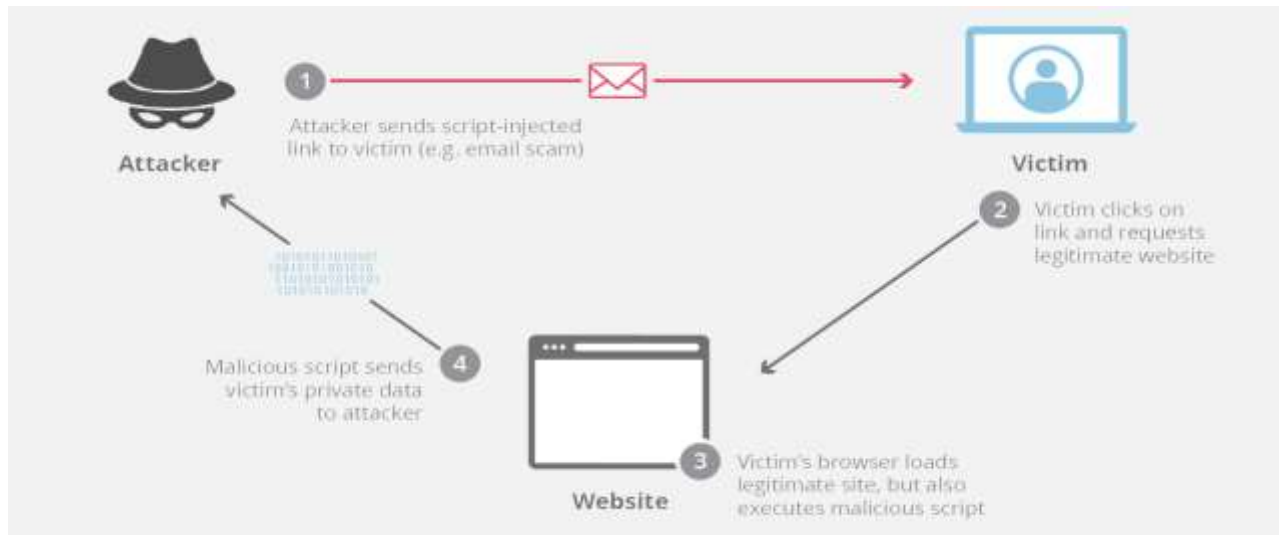 1
Attacker sends script-injected
link to victim (e.g. email scam)
Attacker
Victim
2
Victim clicks on
link and requests
legitimate website
3
Victim's browser loads
legitimate site, but also
executes malicious script
Website
4
Malicious script sends
victim's private data
to attacker